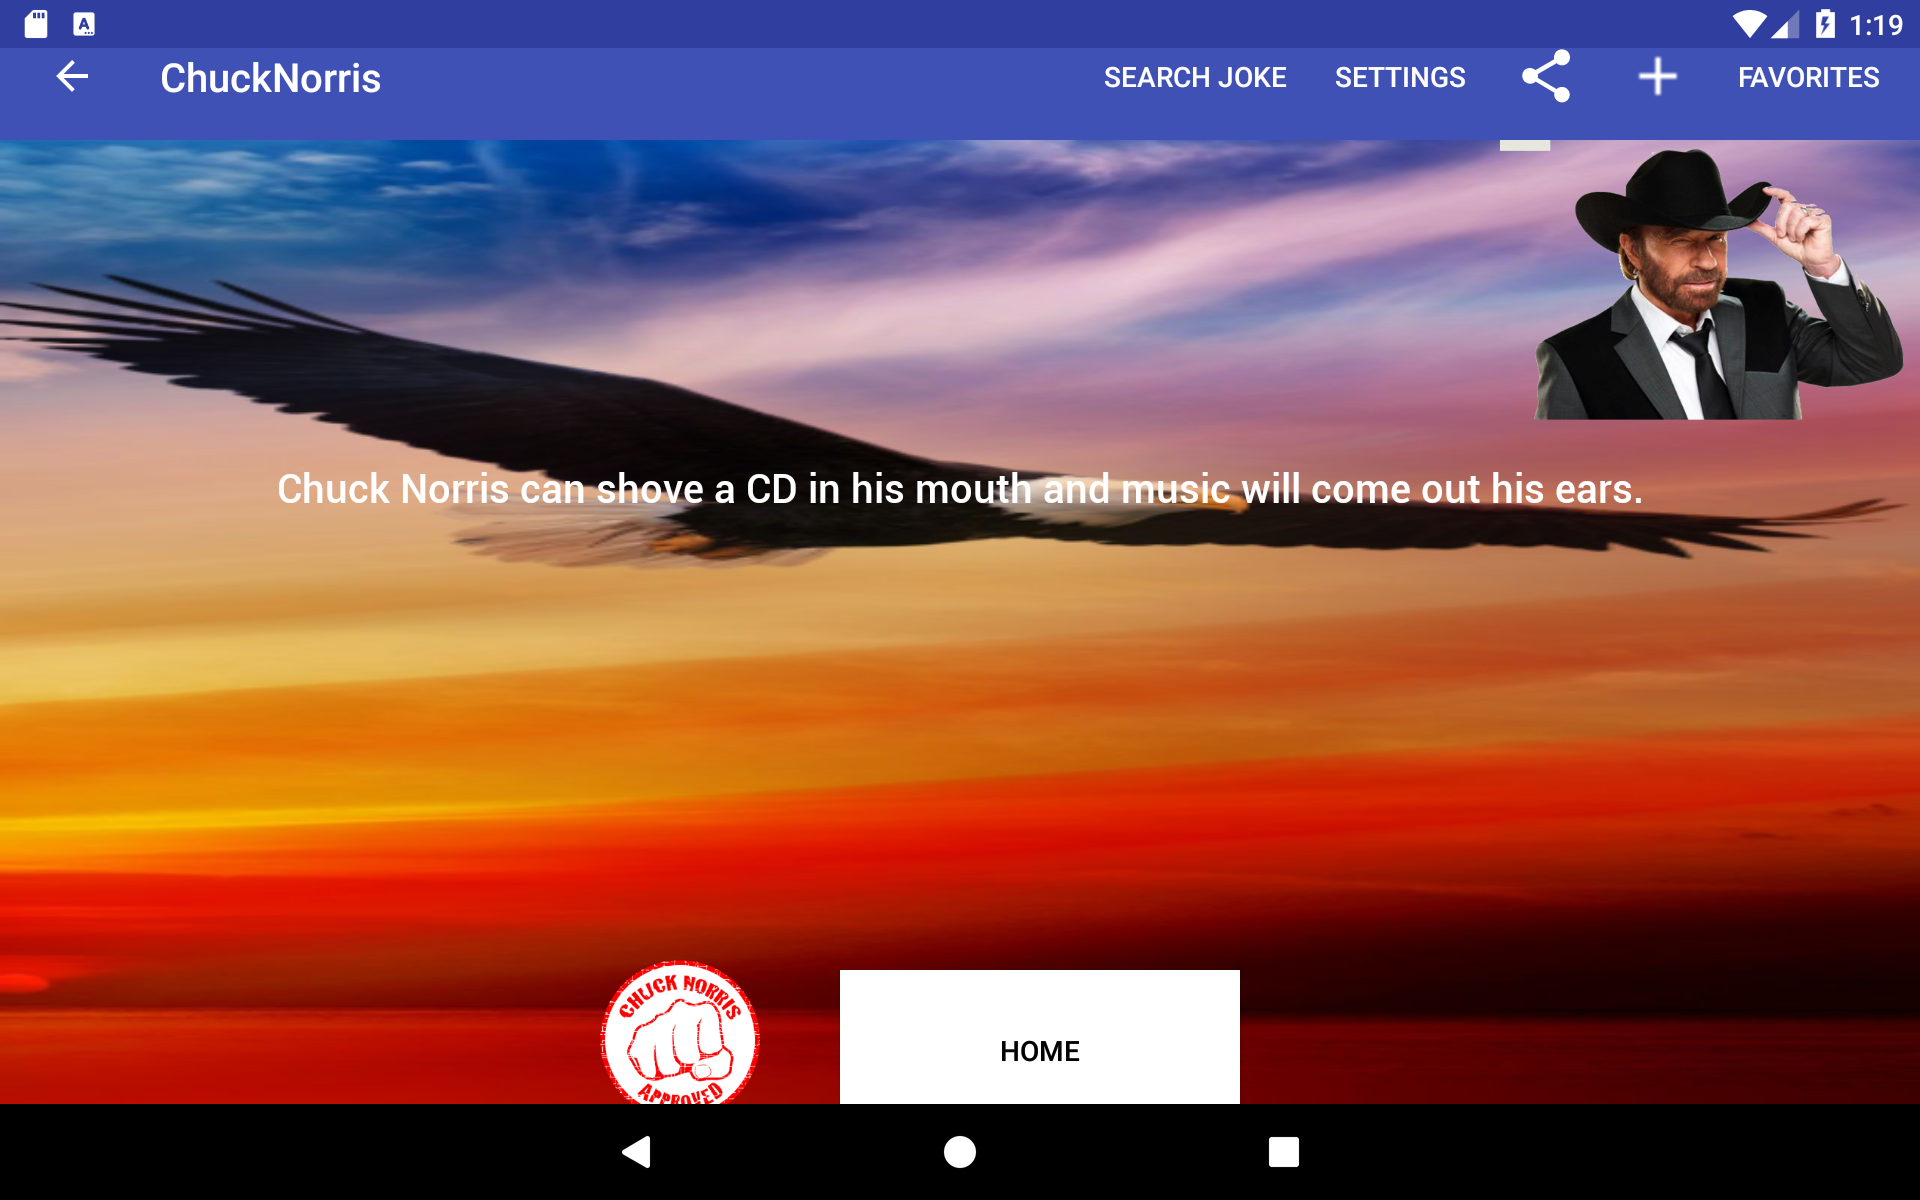 1:19
ChuckNorris
SEARCH JOKE
SETTINGS
FAVORITES
Chuck Norris can shove a CD in his mouth and music will come out his ears.
CHUCK NORRIS
APPROVED
HOME